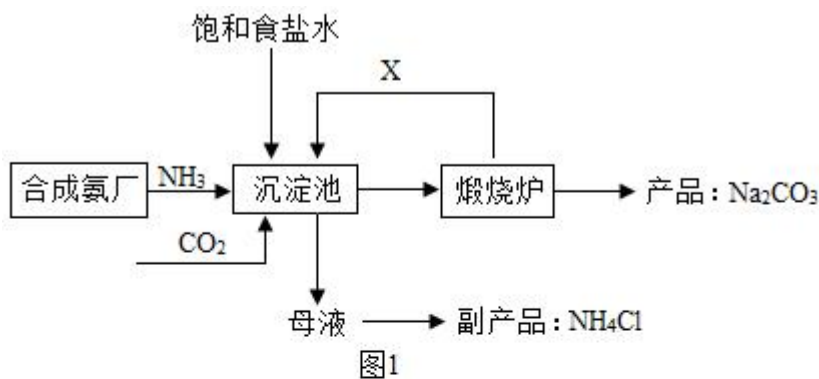 饱和食盐水
X
合成氨厂
NH₃
沉淀池
煅烧炉
产品：Na₂CO₃
CO₂
母液
副产品：NH₄Cl
图1